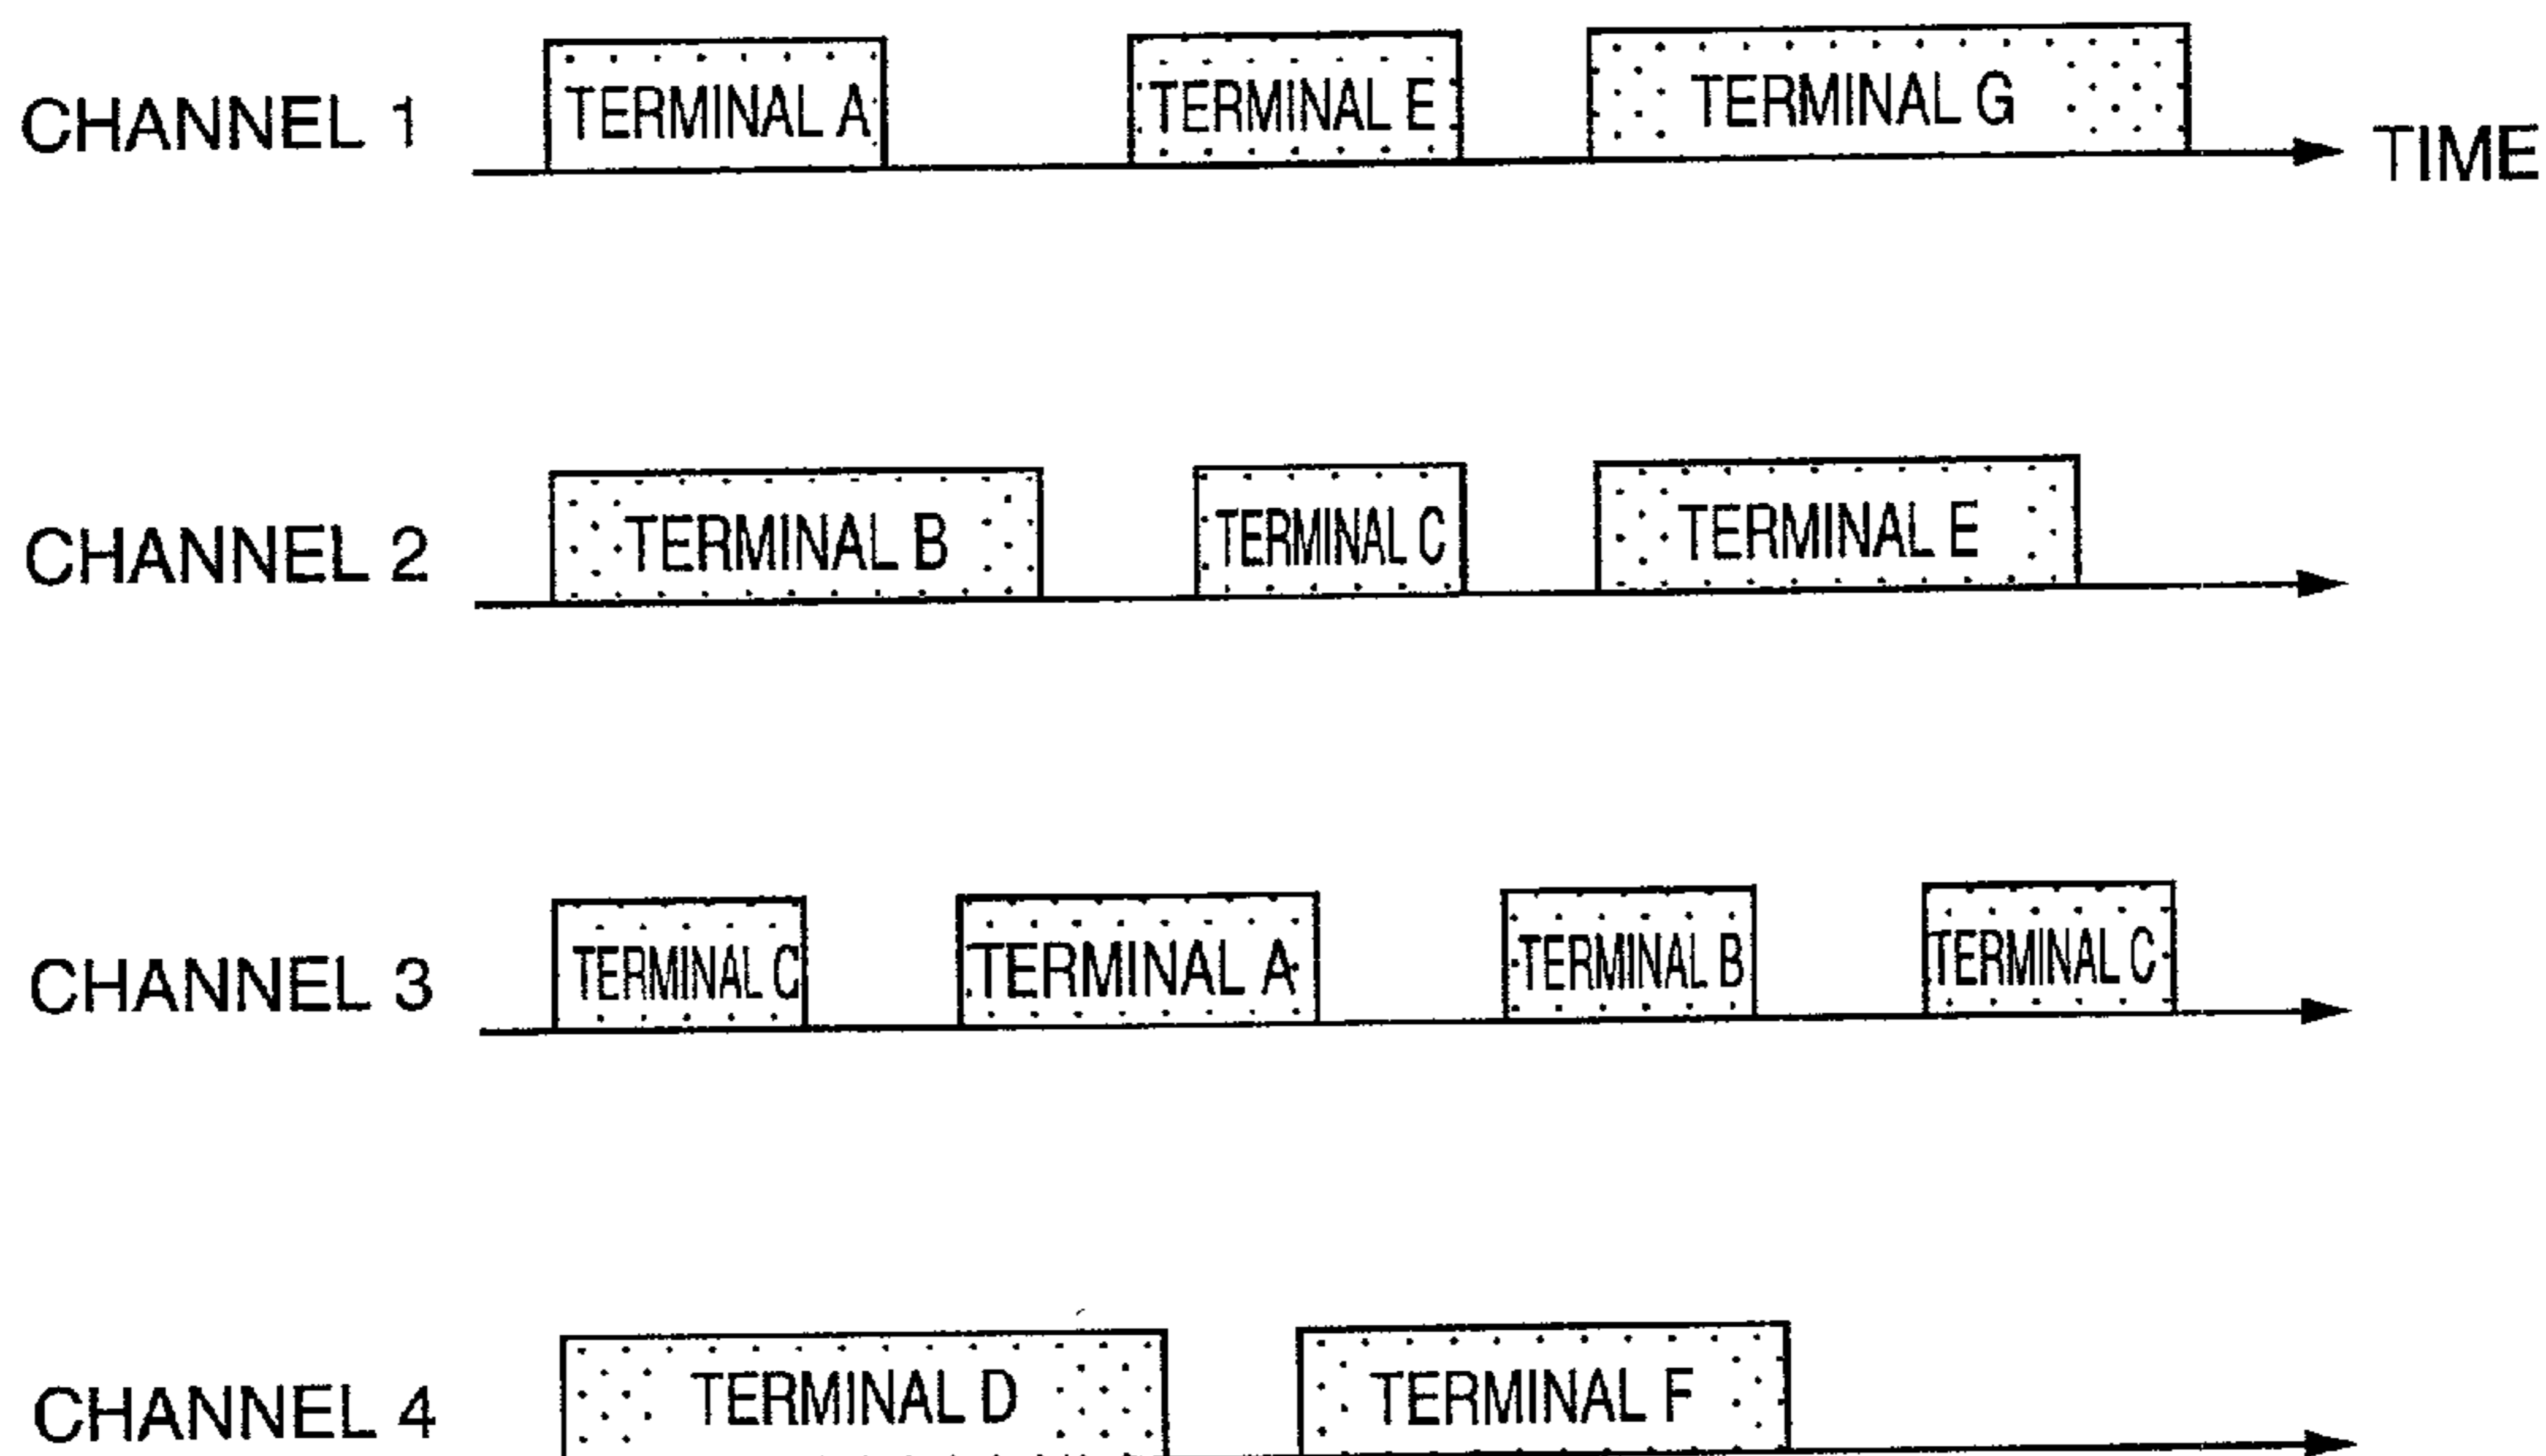 CHANNEL 1 TERMINAL A TERMINAL E TERMINAL G TIME
CHANNEL 2 TERMINAL B TERMINAL C TERMINAL E
CHANNEL 3 TERMINAL C TERMINAL A TERMINAL B TERMINAL C
CHANNEL 4 TERMINAL D TERMINAL F